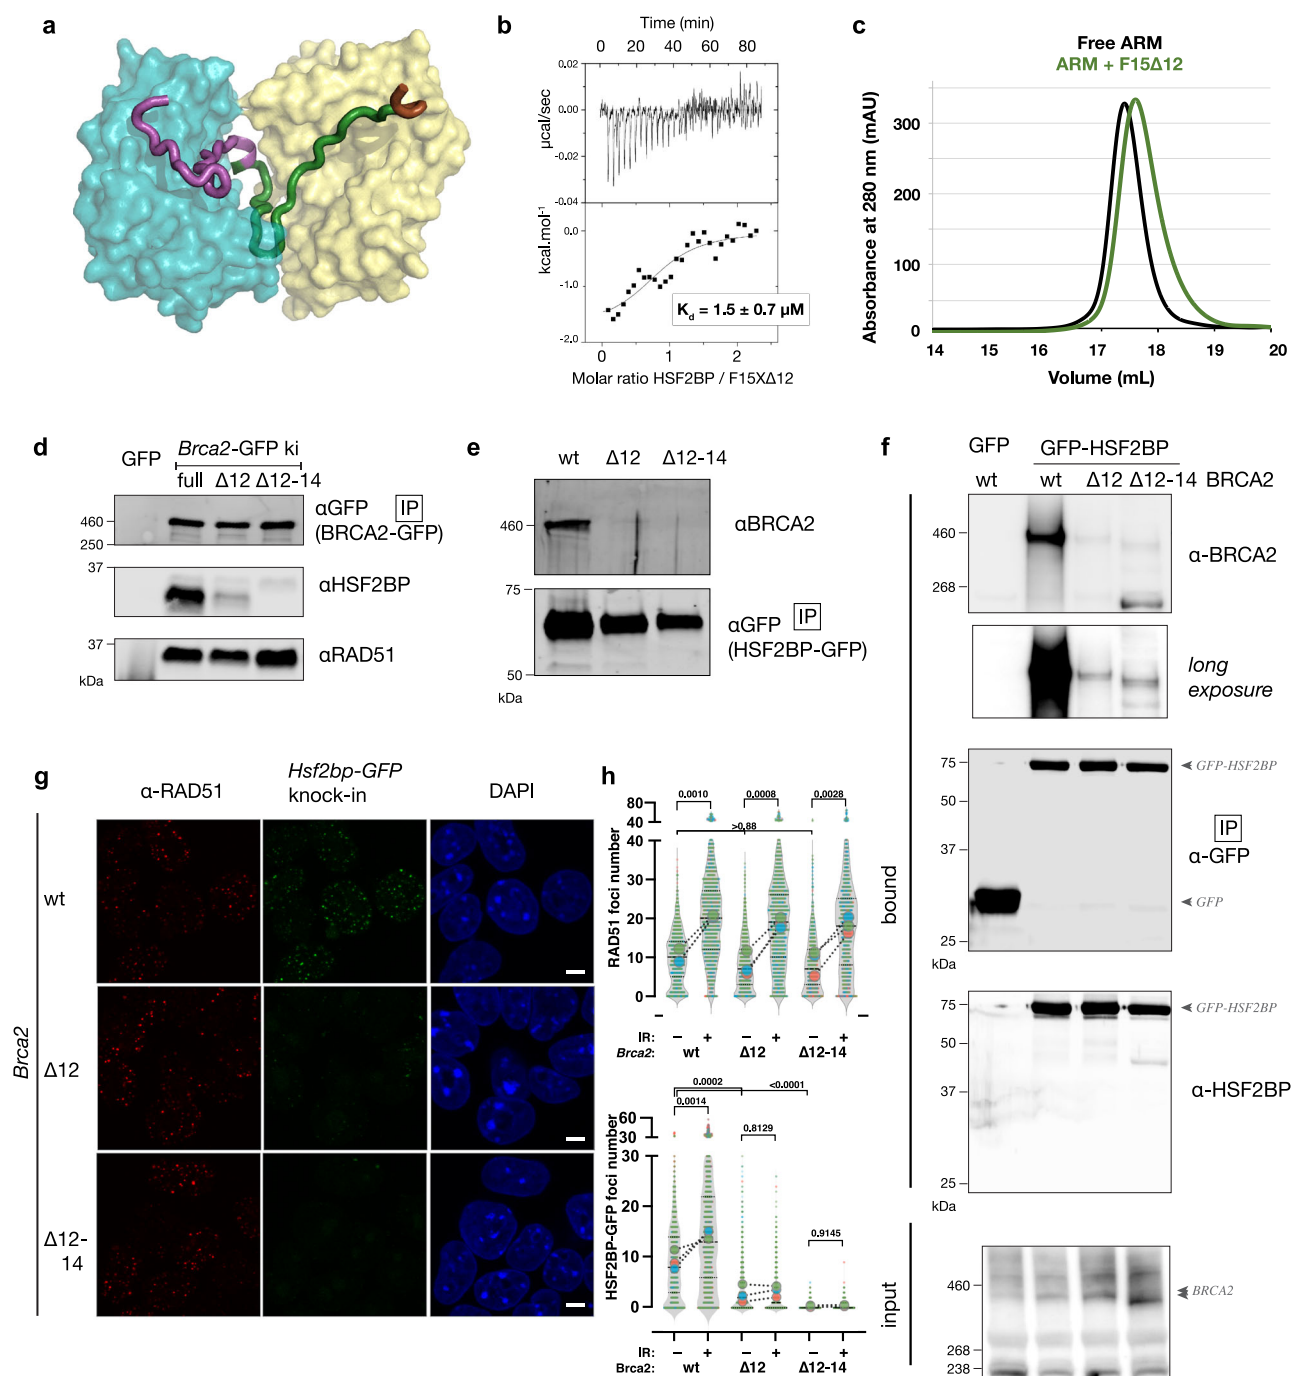 a
b
Time (min)
0 20 40 60 80
0.02
0.00
-0.02
-0.04
µcal/sec
0.0
-1.0
-2.0
kcal.mol⁻¹
K_d = 1.5 ± 0.7 µM
0 1 2
Molar ratio HSF2BP / F15XΔ12
c
Free ARM
ARM + F15Δ12
300
200
100
0
Absorbance at 280 nm (mAU)
14 15 16 17 18 19 20
Volume (mL)
d
Brca2-GFP ki
GFP
full Δ12 Δ12-14
460
250
αGFP IP
(BRCA2-GFP)
37
αHSF2BP
37
αRAD51
kDa
e
wt Δ12 Δ12-14
460
αBRCA2
75
50
αGFP IP
(HSF2BP-GFP)
kDa
f
GFP GFP-HSF2BP
wt wt Δ12 Δ12-14 BRCA2
460
268
α-BRCA2
long
exposure
75
50
37
25
kDa
GFP-HSF2BP
IP
α-GFP
GFP
bound
75
50
37
25
kDa
GFP-HSF2BP
α-HSF2BP
input
460
268
238
BRCA2
g
α-RAD51
Hsf2bp-GFP
knock-in
DAPI
Brca2
wt
Δ12
Δ12-
14
h
0.0010 0.0008 0.0028
>0.88
80
40
40
30
20
10
0
RAD51 foci number
IR: – + – + – +
Brca2: wt Δ12 Δ12-14
0.0002 <0.0001
0.0014
0.8129
0.9145
60
30
30
20
10
0
HSF2BP-GFP foci number
IR: – + – + – +
Brca2: wt Δ12 Δ12-14